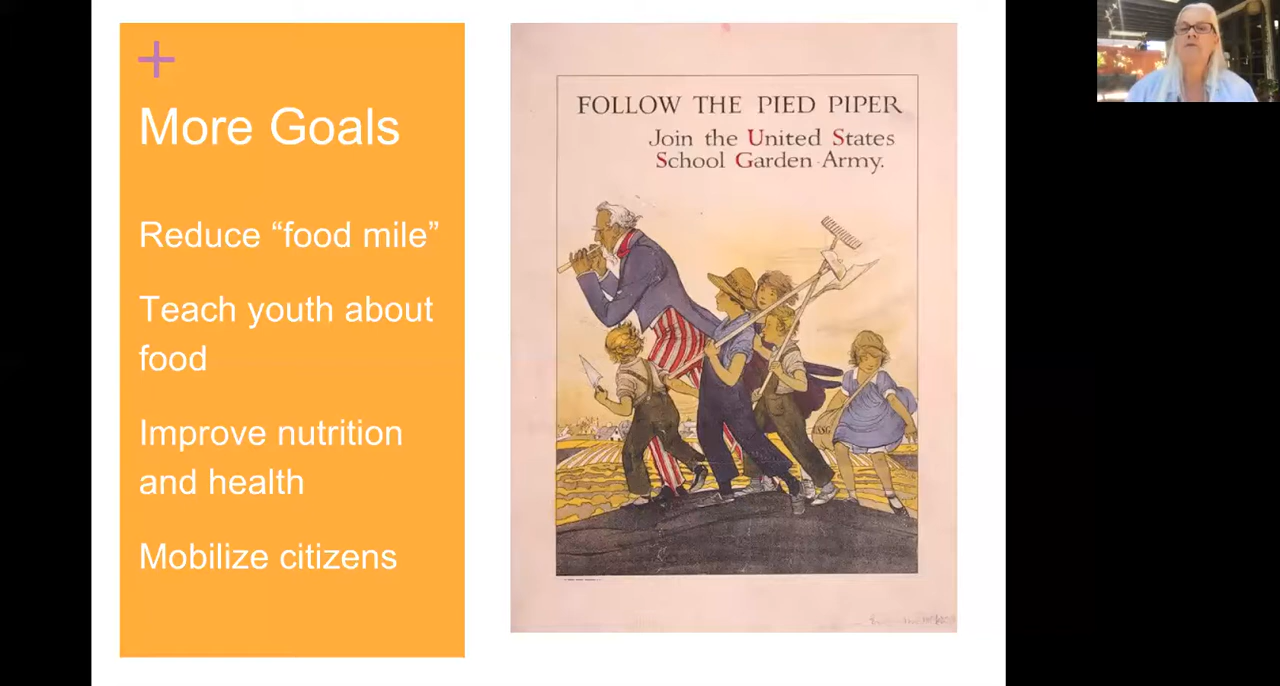 +
More Goals
Reduce “food mile”
Teach youth about
food
Improve nutrition
and health
Mobilize citizens
FOLLOW THE PIED PIPER
Join the United States
School Garden Army.